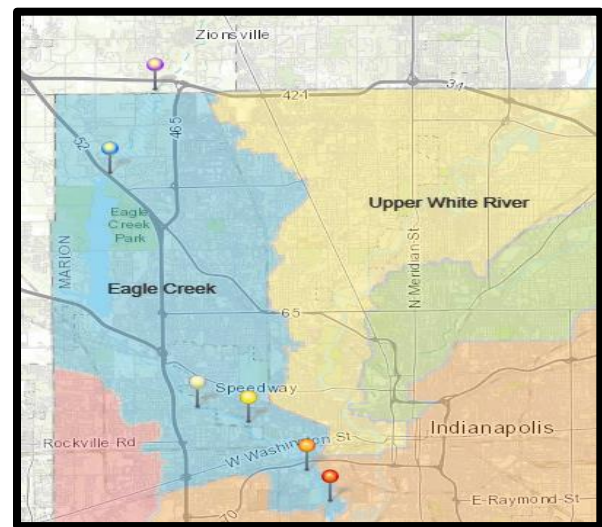 Zionsville
421
31
52
465
Upper White River
Eagle
Creek
Park
MARION
N Meridian St
Eagle Creek
65
Speedway
Indianapolis
Rockville Rd
W Washington St
70
E Raymond St